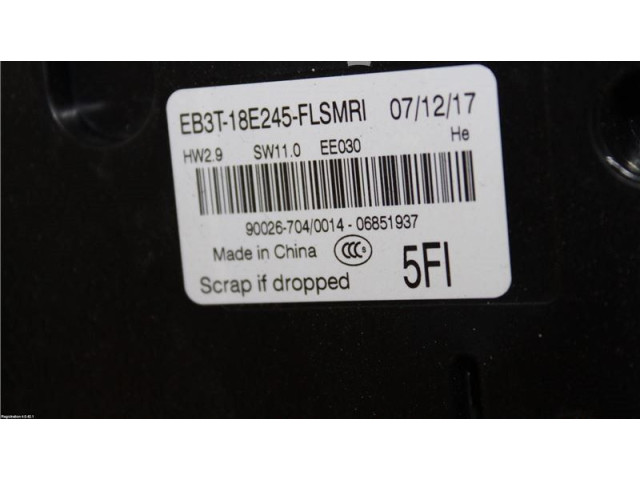 EB3T-18E245-FLSMRI 07/12/17
HW2.9 SW11.0 EE030 He
90026-704/0014 - 06851937
Made in China CCC S
Scrap if dropped 5FI